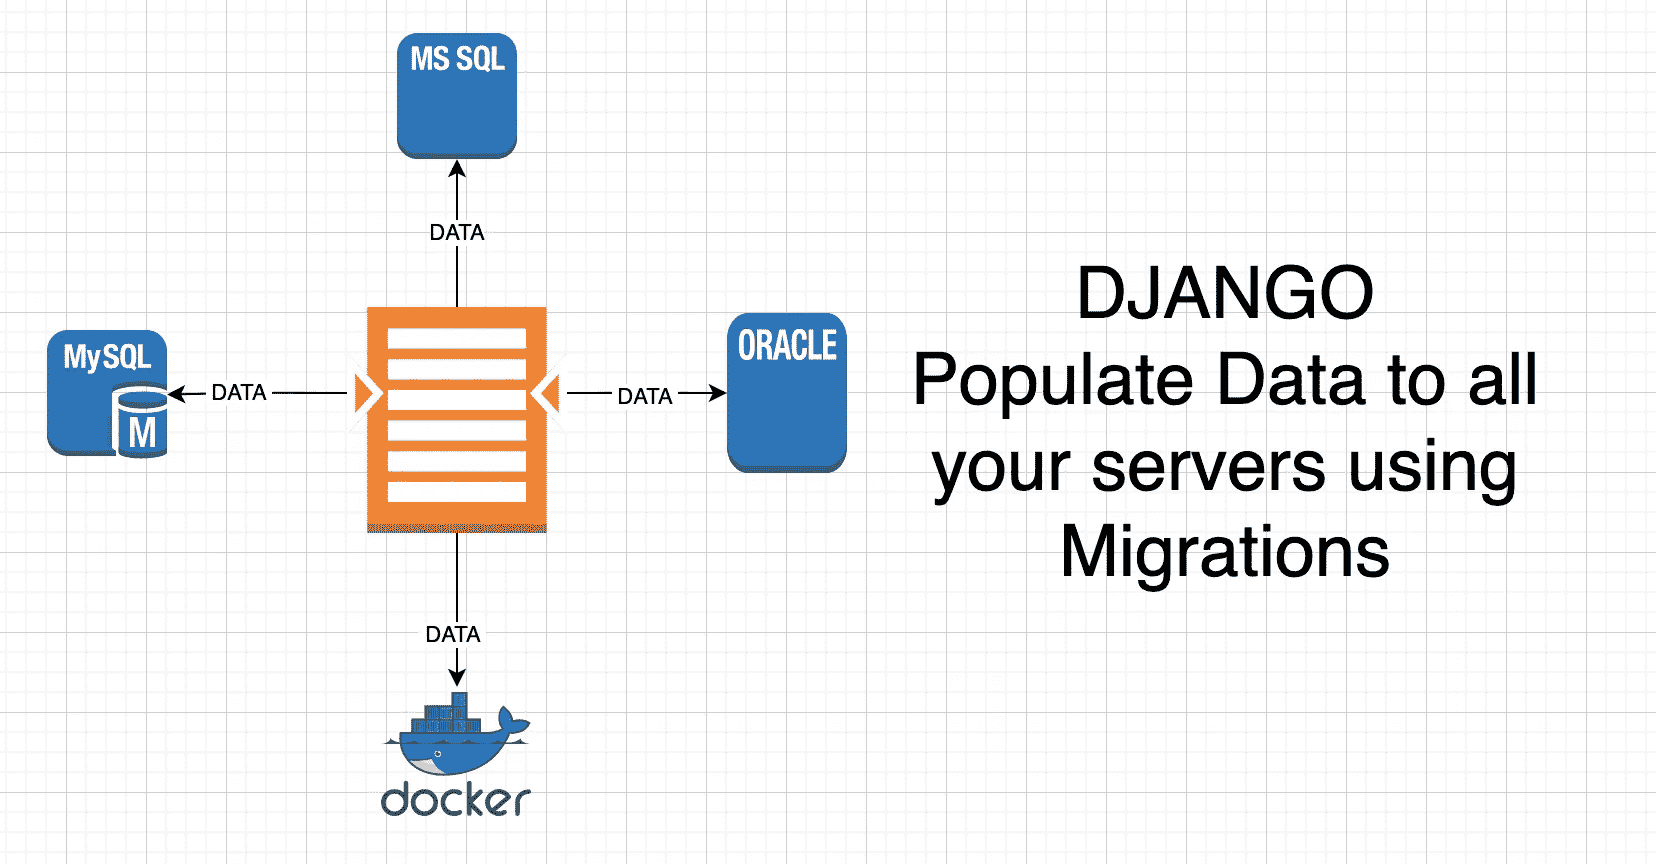 MS SQL
DATA
MySQL
M
DATA
DATA
ORACLE
DATA
docker
DJANGO
Populate Data to all
your servers using
Migrations